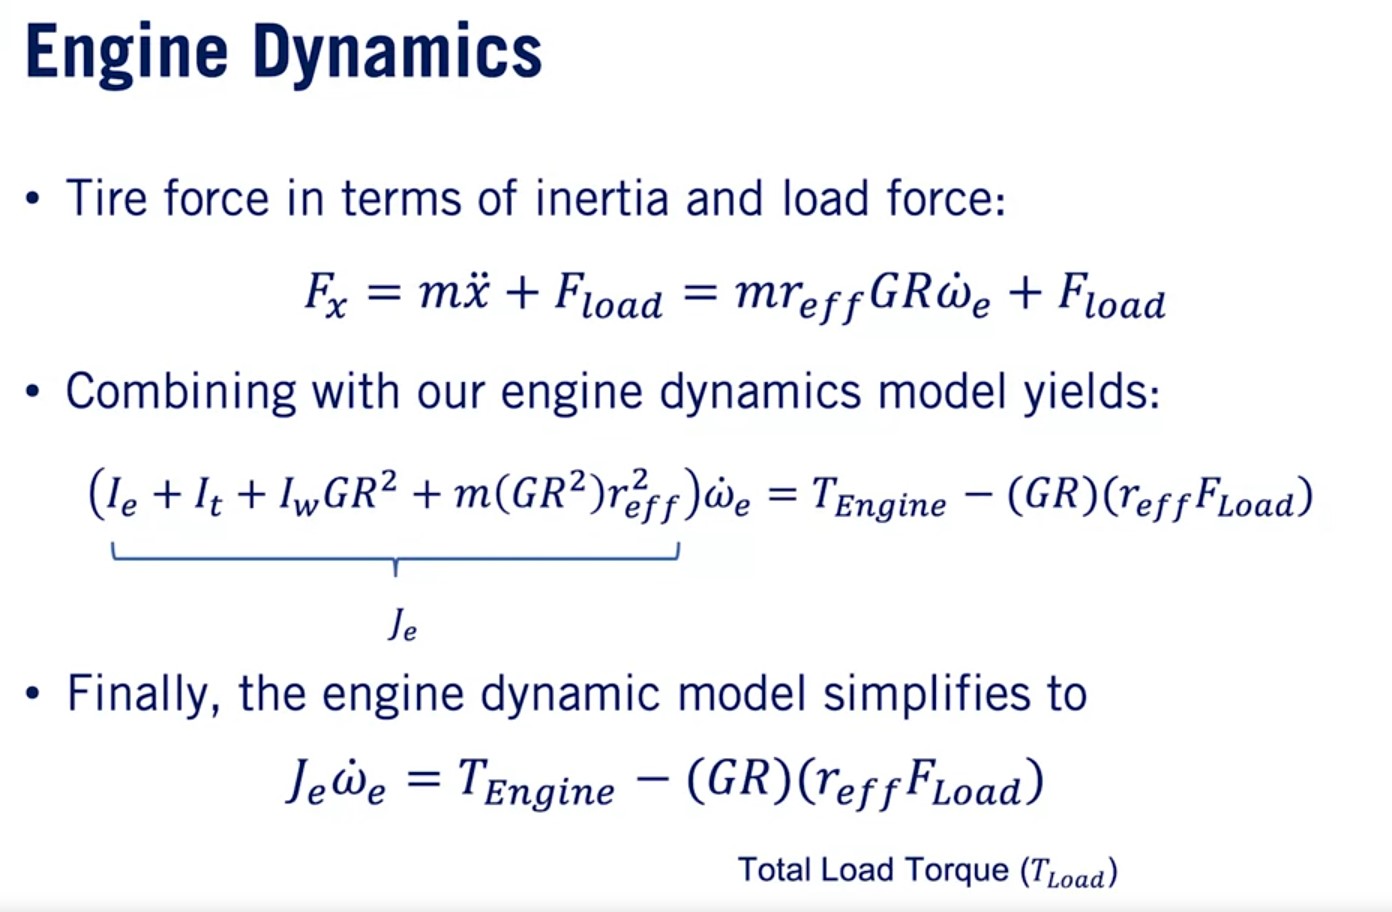 Engine Dynamics
• Tire force in terms of inertia and load force:
$F_x = m\ddot{x} + F_{load} = mr_{eff}GR\dot{\omega}_e + F_{load}$
• Combining with our engine dynamics model yields:
$(I_e + I_t + I_wGR^2 + m(GR^2)r_{eff}^2)\dot{\omega}_e = T_{Engine} - (GR)(r_{eff}F_{Load})$
$J_e$
• Finally, the engine dynamic model simplifies to
$J_e\dot{\omega}_e = T_{Engine} - (GR)(r_{eff}F_{Load})$
Total Load Torque ($T_{Load}$)